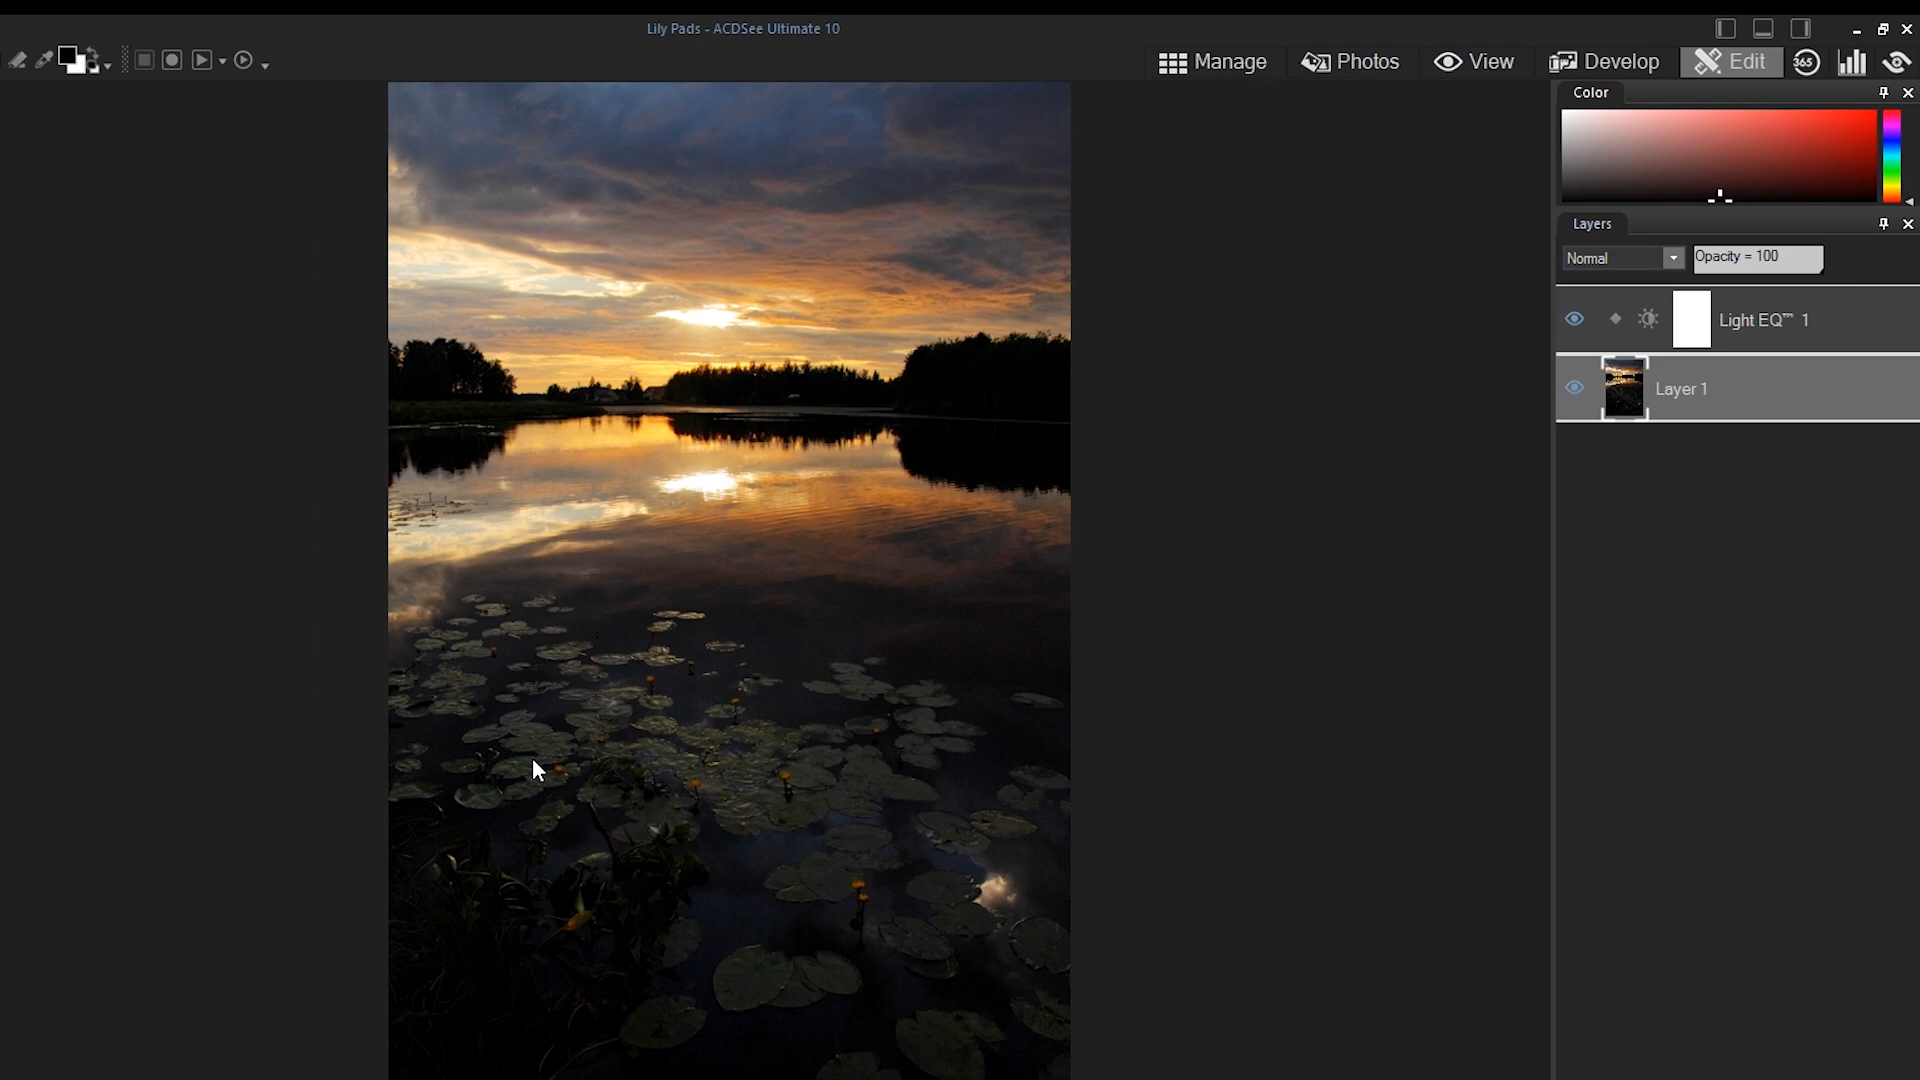 Lily Pads - ACDSee Ultimate 10
Manage
Photos
View
Develop
Edit
365
Color
Layers
Normal
Opacity = 100
Light EQ™ 1
Layer 1